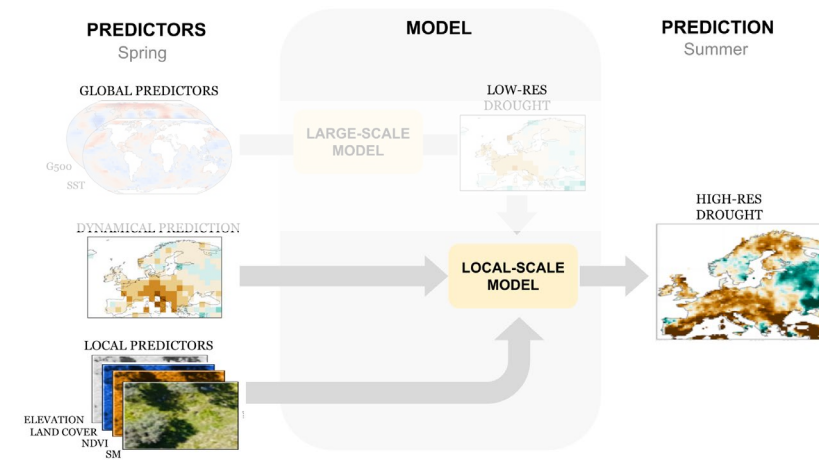 PREDICTORS
Spring
MODEL
PREDICTION
Summer
GLOBAL PREDICTORS
G500
SST
LARGE-SCALE
MODEL
LOW-RES
DROUGHT
DYNAMICAL PREDICTION
LOCAL-SCALE
MODEL
HIGH-RES
DROUGHT
LOCAL PREDICTORS
ELEVATION
LAND COVER
NDVI
SM
1